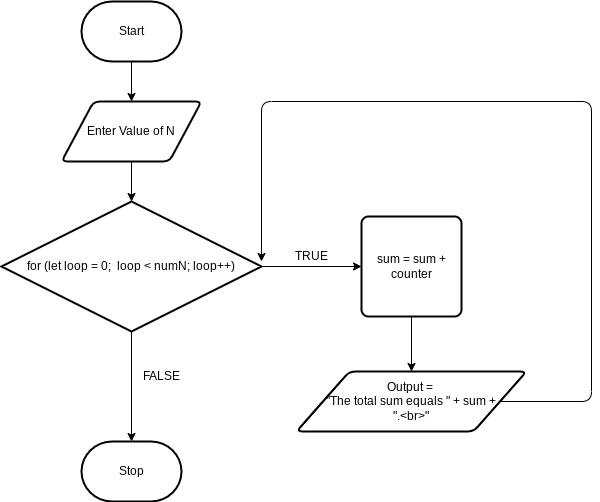 Start
Enter Value of N
for (let loop = 0;  loop < numN; loop++)
TRUE
sum = sum +
counter
FALSE
Output =
"The total sum equals " + sum +
".<br>"
Stop